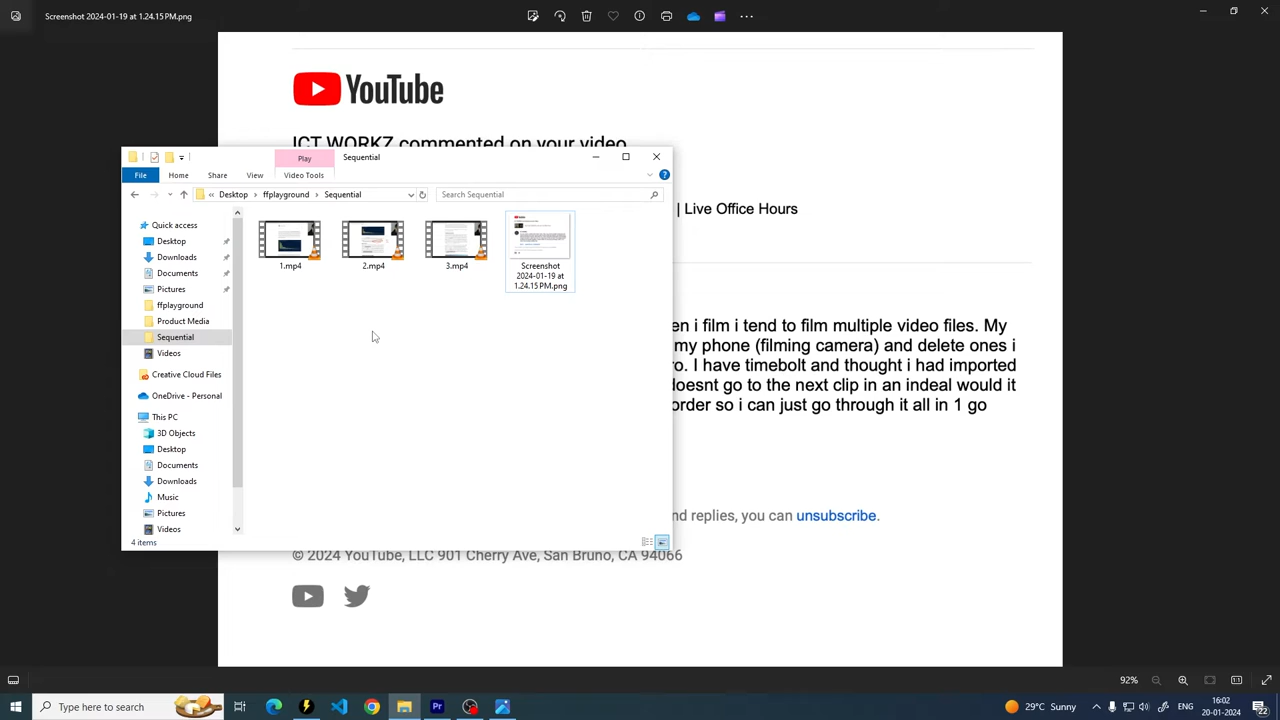 Screenshot 2024-01-19 at 1.24.15 PM.png
YouTube
ICT WORKZ commented on your video
| Live Office Hours
en i film i tend to film multiple video files. My
my phone (filming camera) and delete ones i
ro. I have timebolt and thought i had imported
doesnt go to the next clip in an indeal would it
order so i can just go through it all in 1 go
nd replies, you can unsubscribe.
© 2024 YouTube, LLC 901 Cherry Ave, San Bruno, CA 94066
Play
Sequential
File
Home
Share
View
Video Tools
« Desktop > ffplayground > Sequential
Search Sequential
Quick access
Desktop
Downloads
Documents
Pictures
ffplayground
Product Media
Sequential
Videos
Creative Cloud Files
OneDrive - Personal
This PC
3D Objects
Desktop
Documents
Downloads
Music
Pictures
Videos
1.mp4
2.mp4
3.mp4
Screenshot
2024-01-19 at
1.24.15 PM.png
4 items
92%
Type here to search
Pr
29°C Sunny
ENG
16:02
20-01-2024